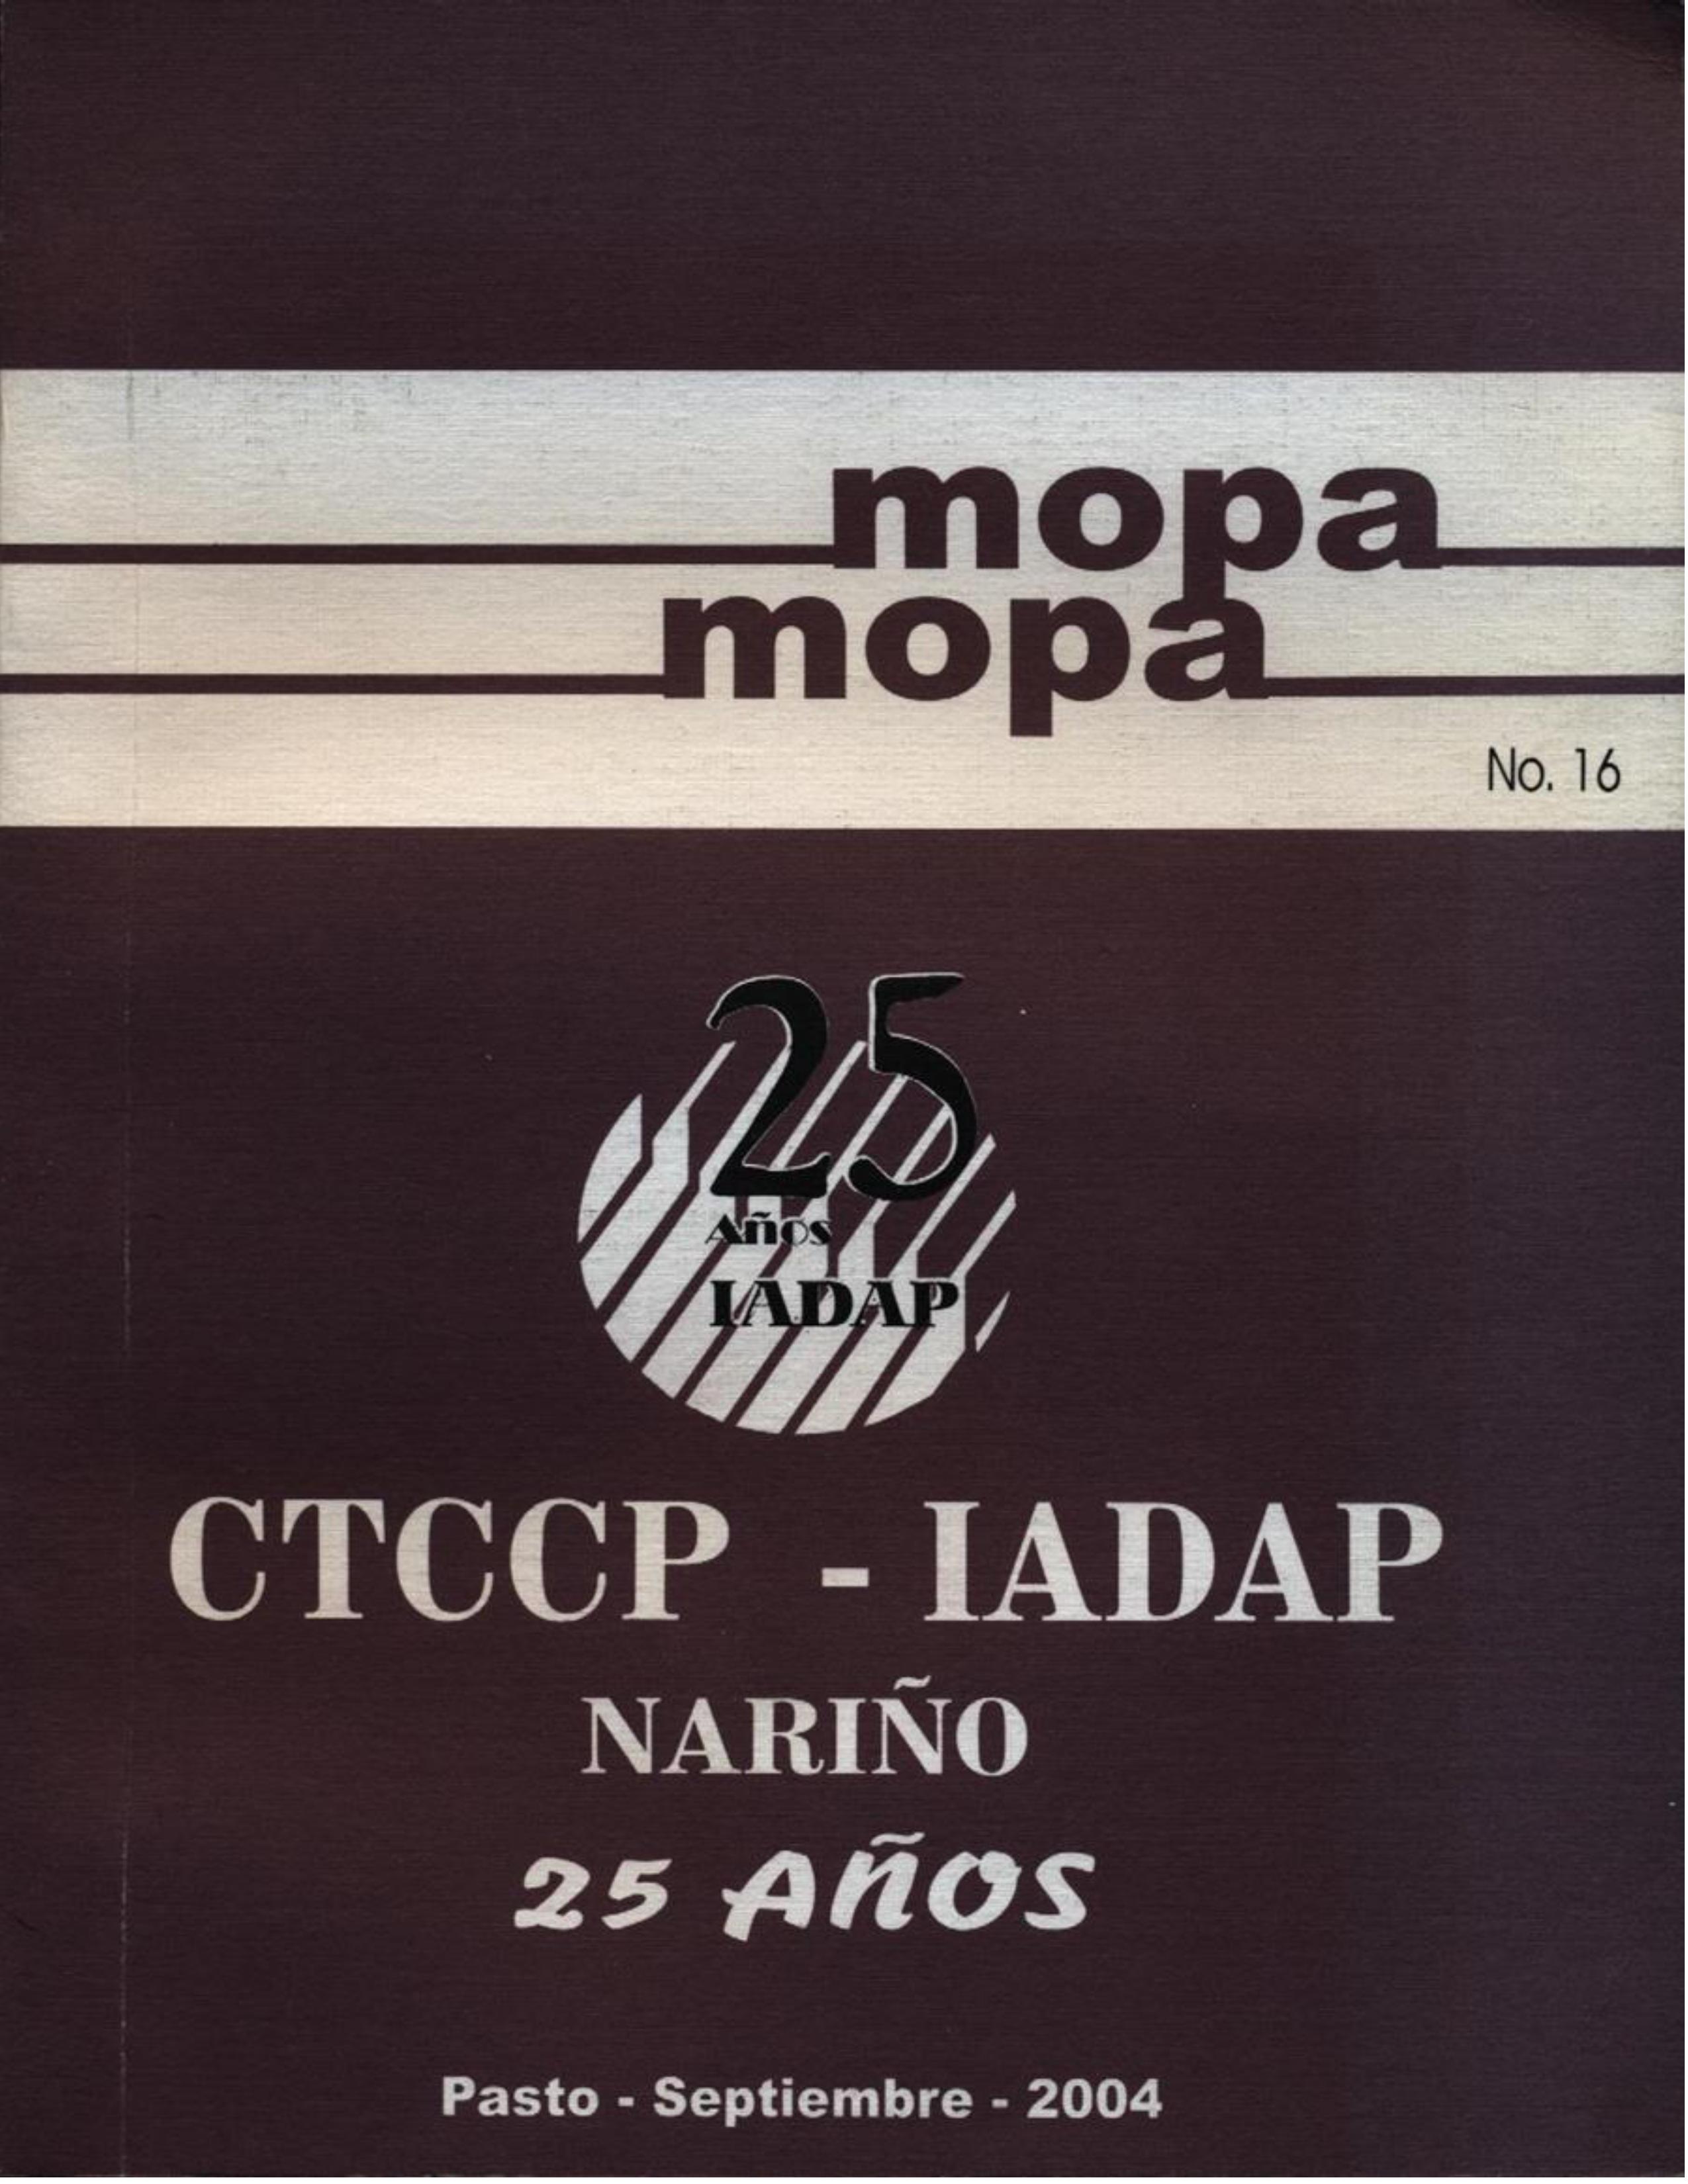 mopa
mopa
No. 16
25
Años
IADAP
CTCCP - IADAP
NARIÑO
25 AÑOS
Pasto - Septiembre - 2004